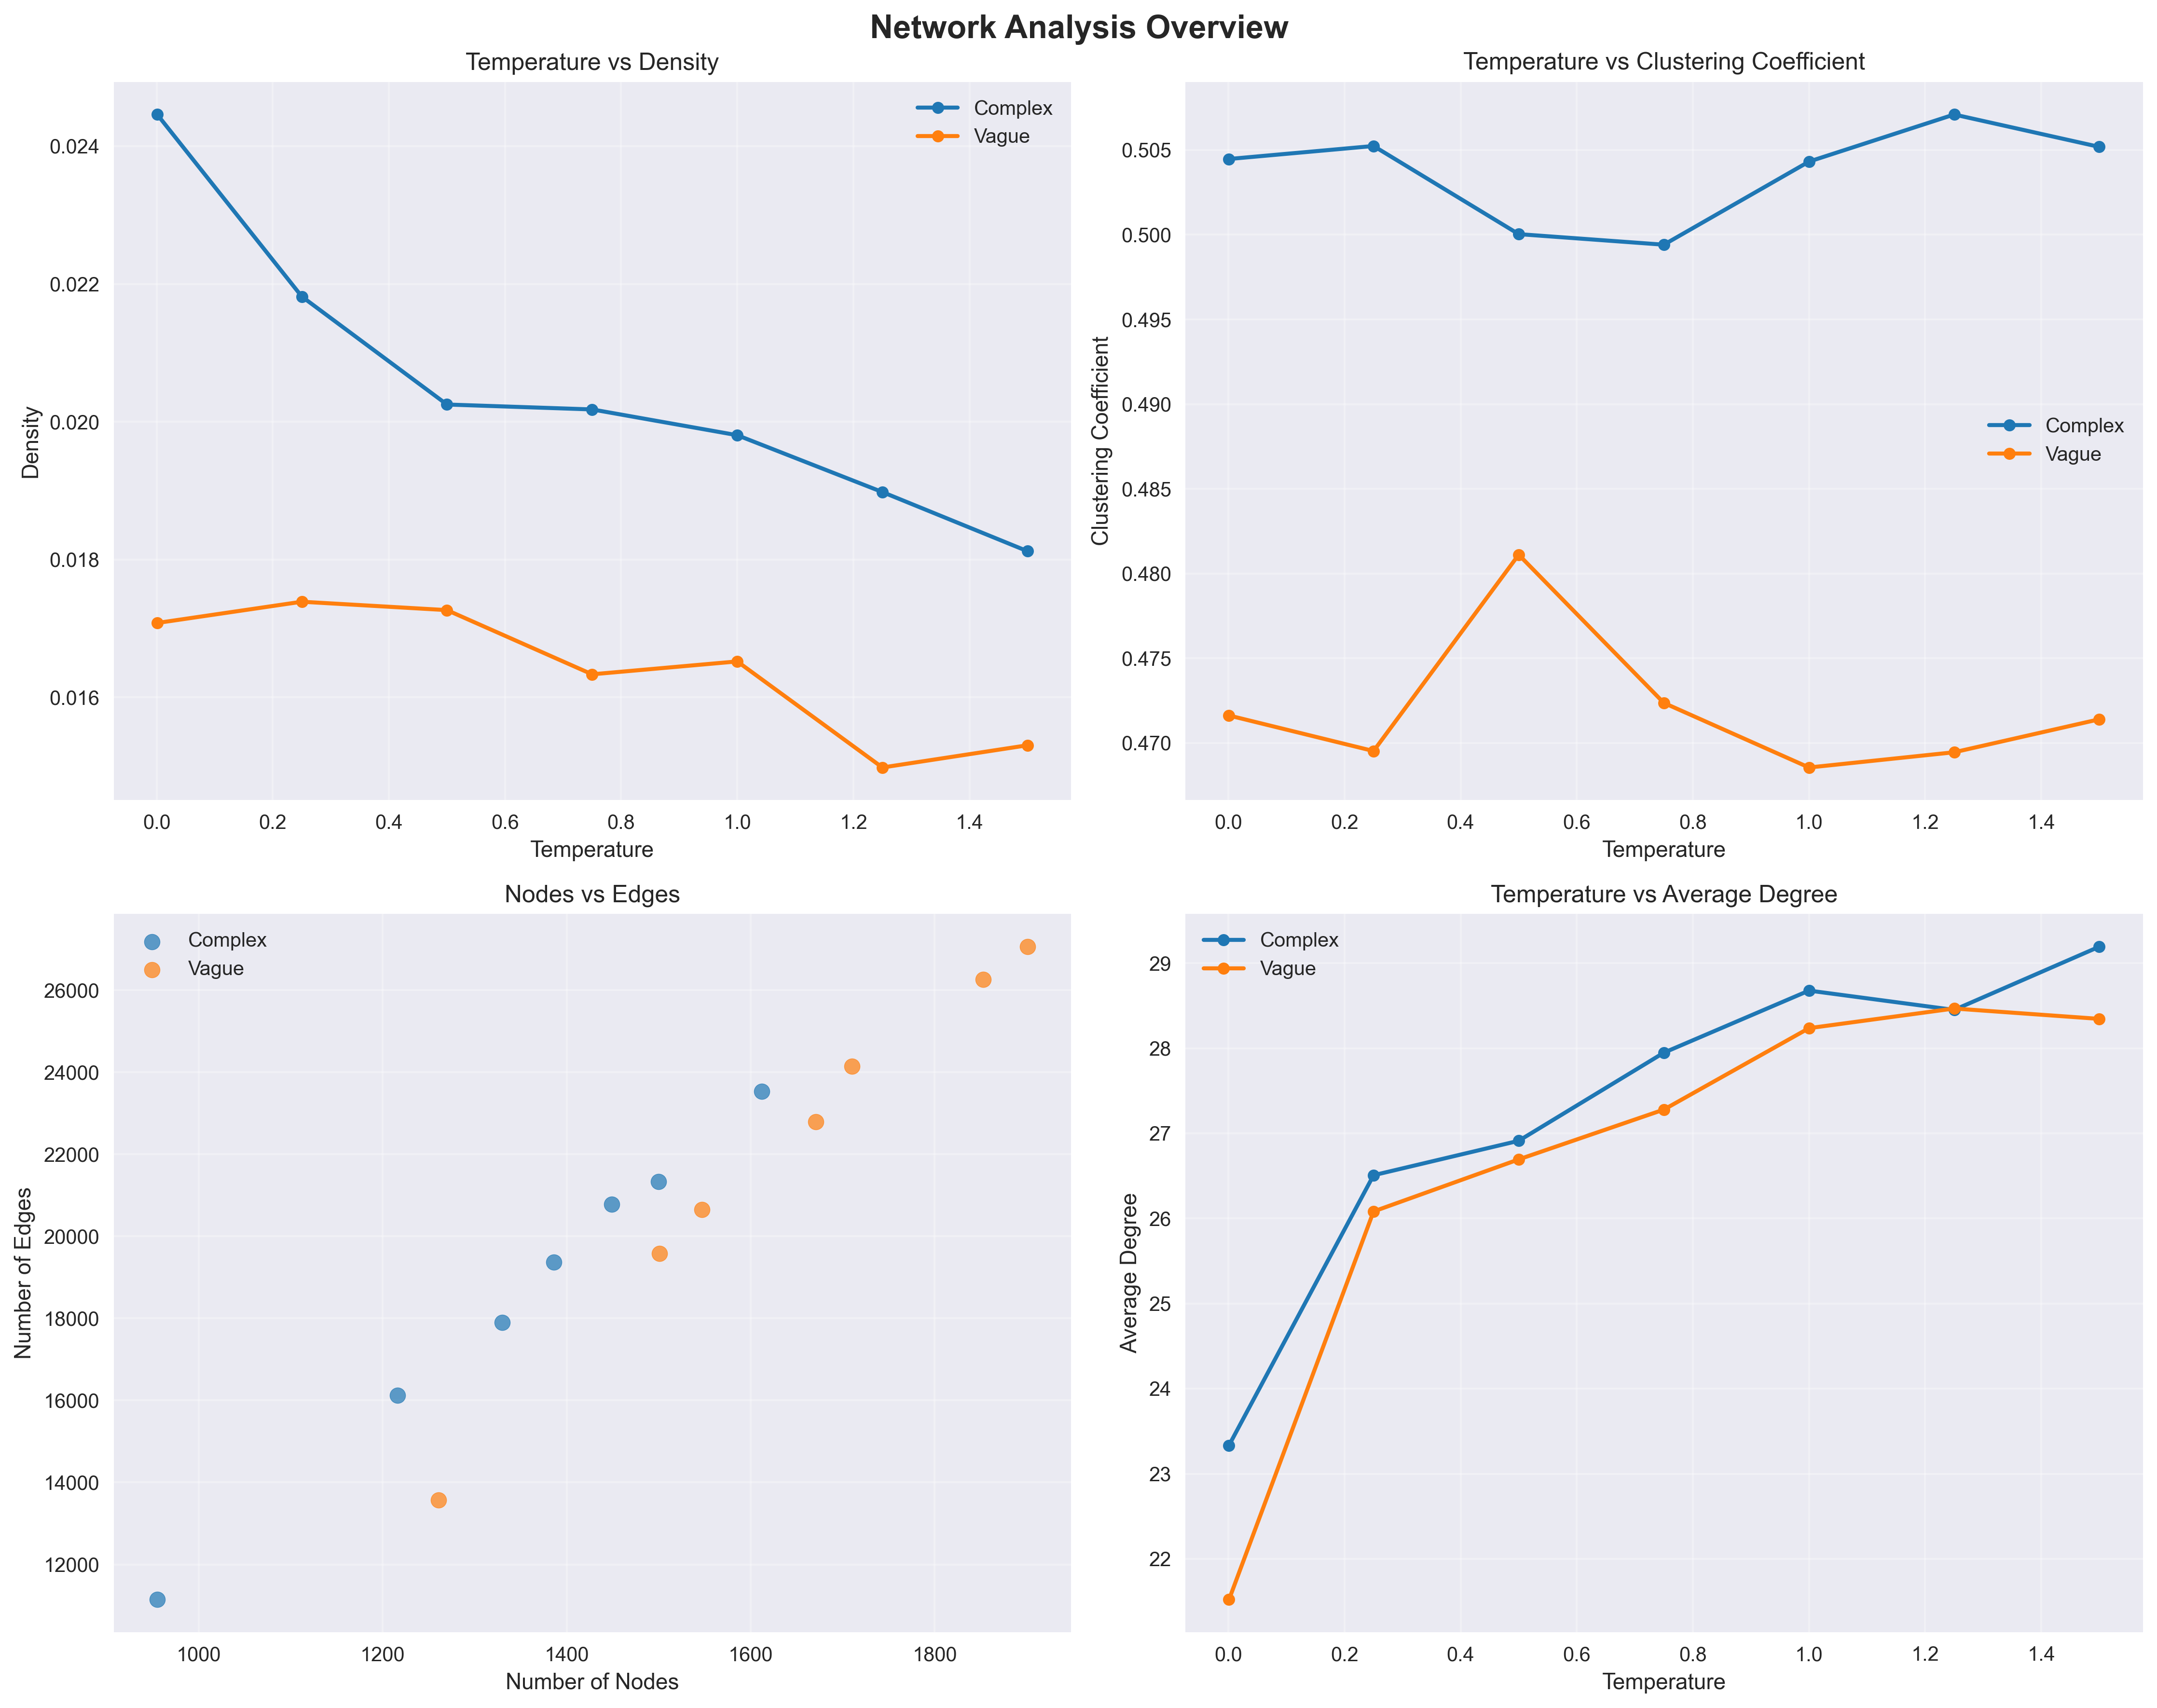 Network Analysis Overview
Temperature vs Density
Complex
Vague
0.024
0.022
0.020
0.018
0.016
Density
0.0 0.2 0.4 0.6 0.8 1.0 1.2 1.4
Temperature
Temperature vs Clustering Coefficient
0.505
0.500
0.495
0.490
0.485
0.480
0.475
0.470
Clustering Coefficient
Complex
Vague
0.0 0.2 0.4 0.6 0.8 1.0 1.2 1.4
Temperature
Nodes vs Edges
Complex
Vague
26000
24000
22000
20000
18000
16000
14000
12000
Number of Edges
1000 1200 1400 1600 1800
Number of Nodes
Temperature vs Average Degree
Complex
Vague
29
28
27
26
25
24
23
22
Average Degree
0.0 0.2 0.4 0.6 0.8 1.0 1.2 1.4
Temperature